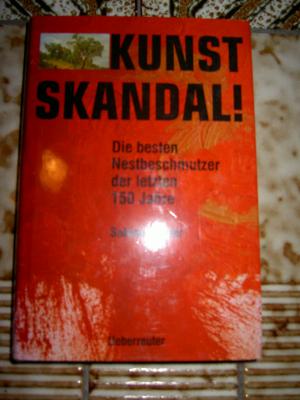 KUNST
SKANDAL!
Die besten
Nestbeschmutzer
der letzten
150 Jahre
Ueberreuter